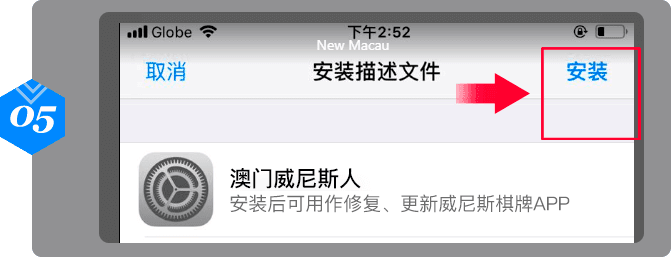 Globe
下午2:52
New Macau
取消
安装描述文件
安装
05
澳门威尼斯人
安装后可用作修复、更新威尼斯棋牌APP